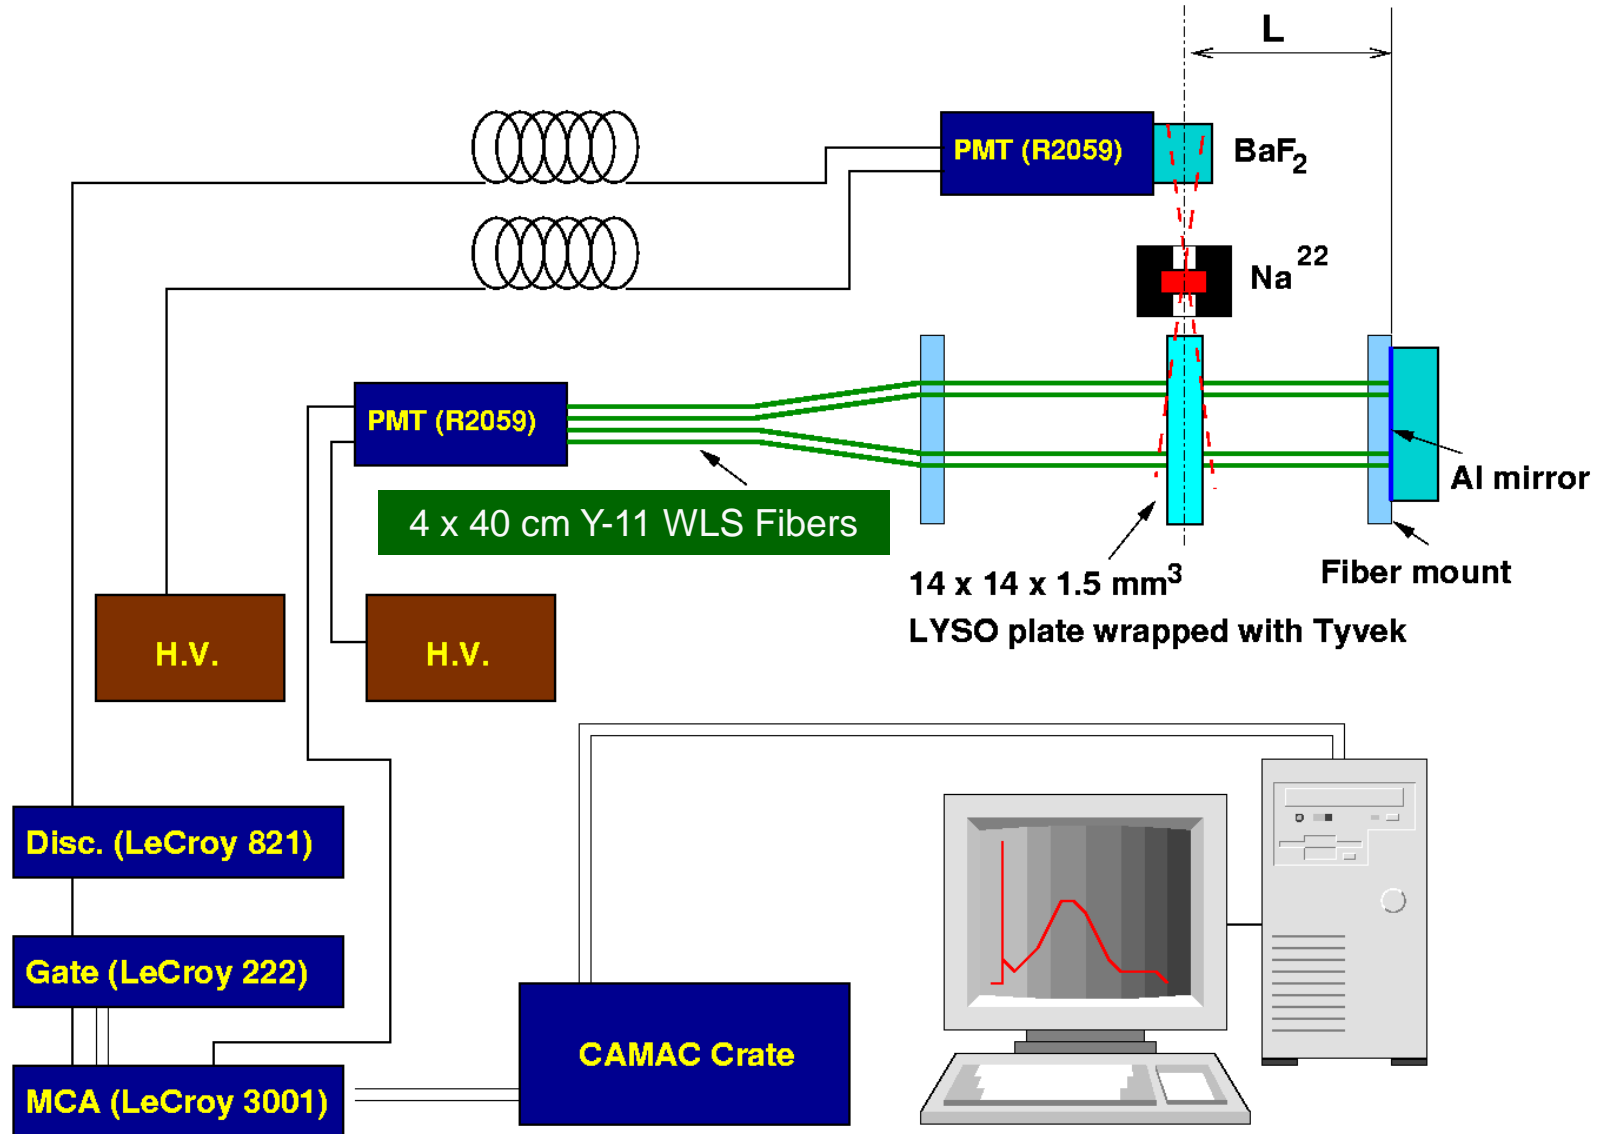 L
PMT (R2059)
BaF2
Na22
PMT (R2059)
Al mirror
4 x 40 cm Y-11 WLS Fibers
Fiber mount
14 x 14 x 1.5 mm3
LYSO plate wrapped with Tyvek
H.V.
H.V.
Disc. (LeCroy 821)
Gate (LeCroy 222)
CAMAC Crate
MCA (LeCroy 3001)